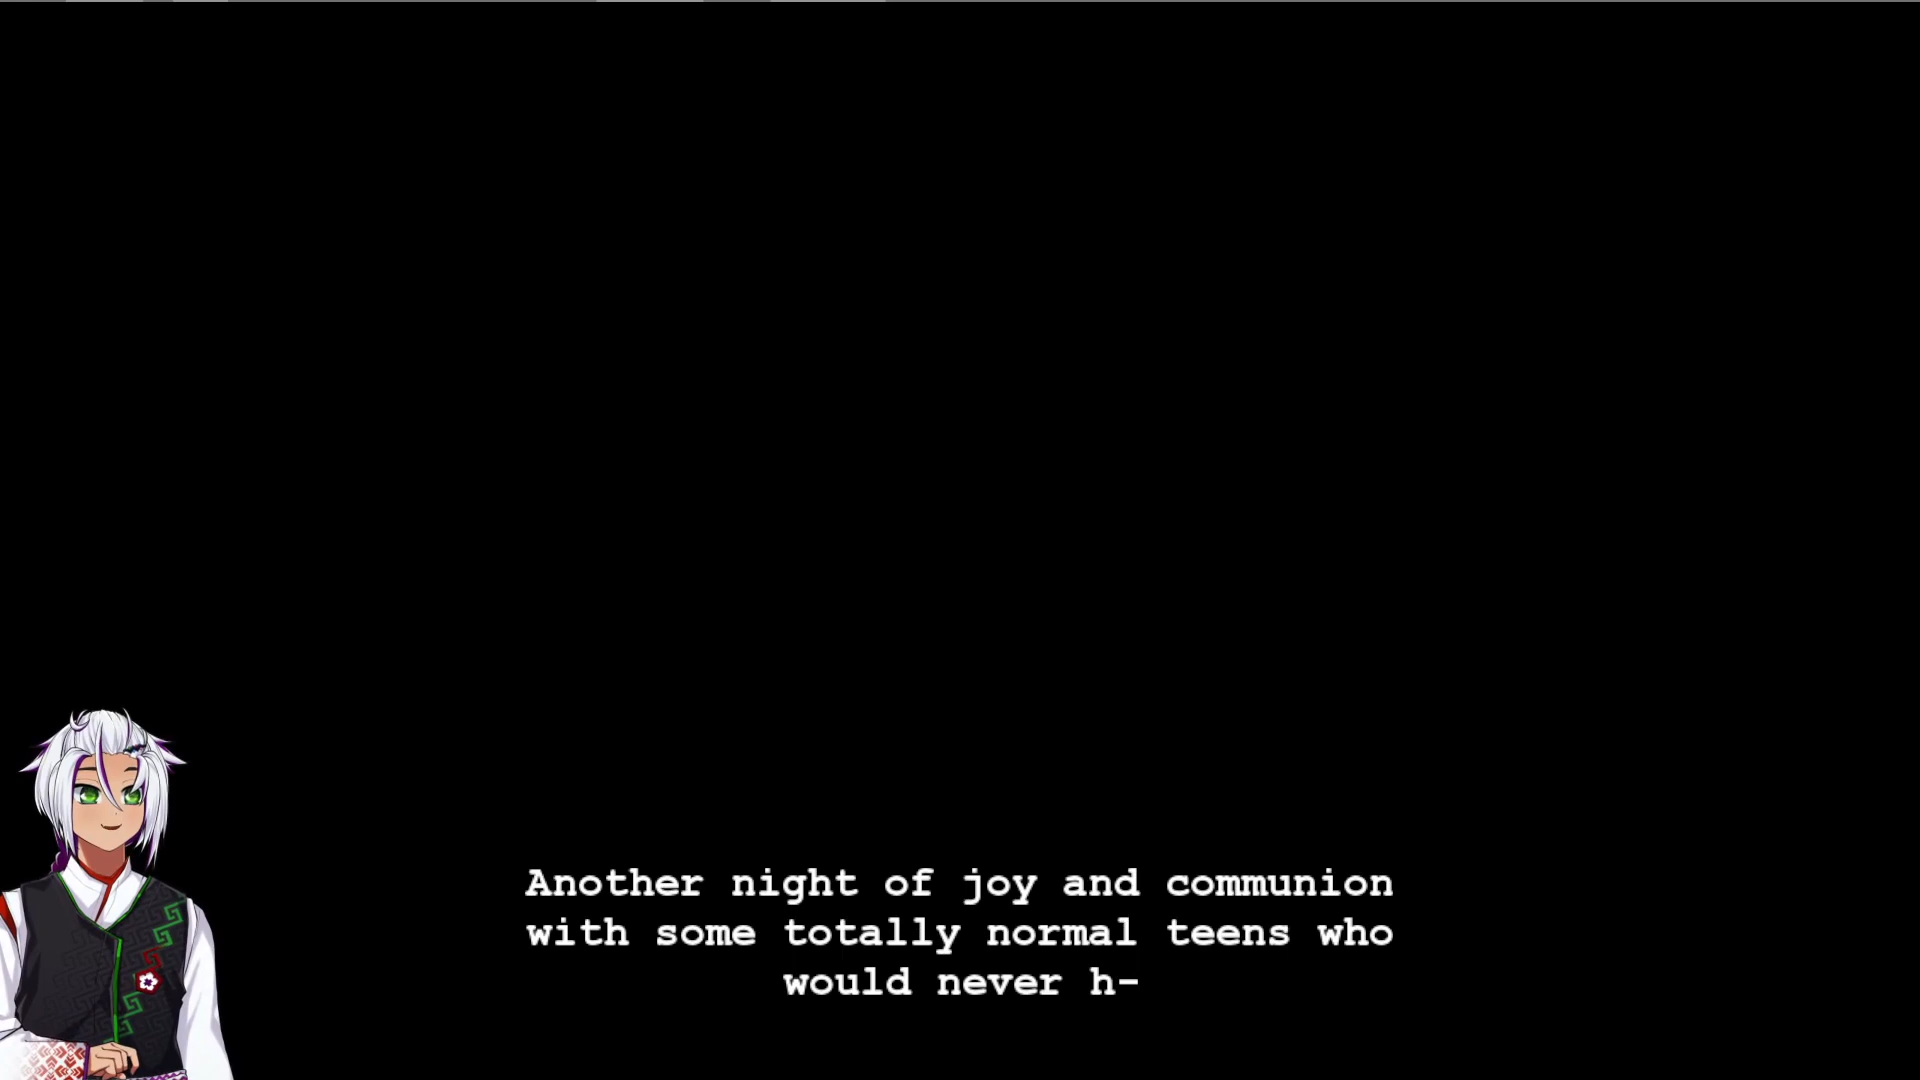 Another night of joy and communion
with some totally normal teens who
would never h-